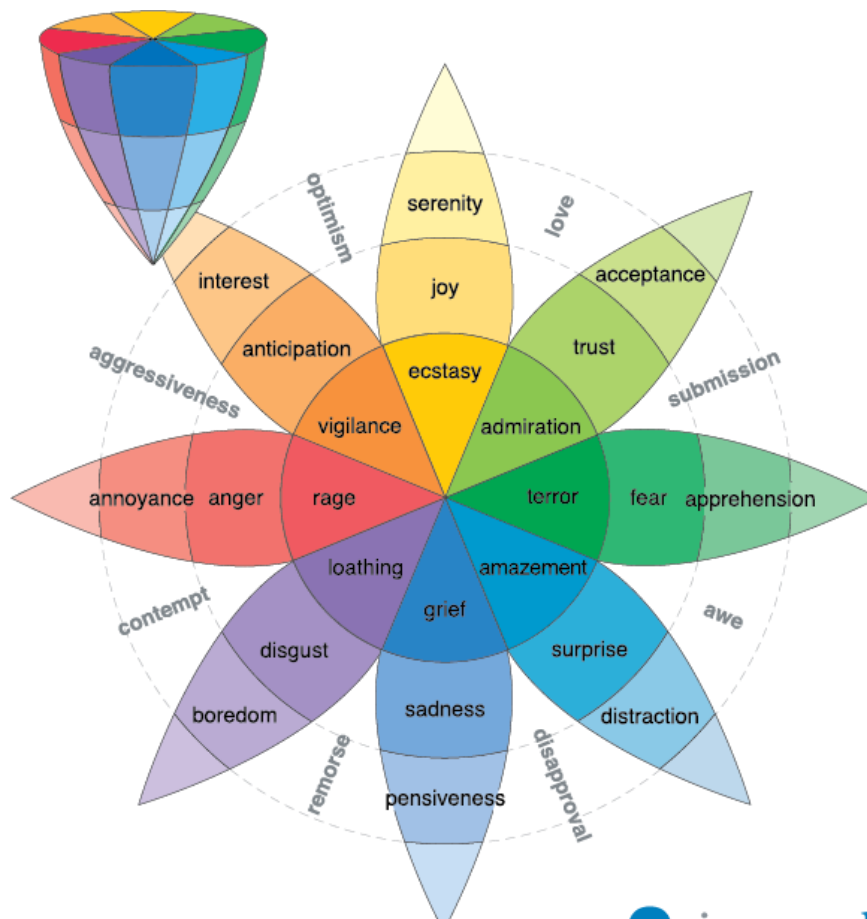 optimism
love
serenity
interest
acceptance
joy
anticipation
trust
aggressiveness
ecstasy
submission
vigilance
admiration
annoyance
anger
rage
terror
fear
apprehension
loathing
amazement
contempt
grief
awe
disgust
surprise
boredom
sadness
distraction
remorse
disapproval
pensiveness